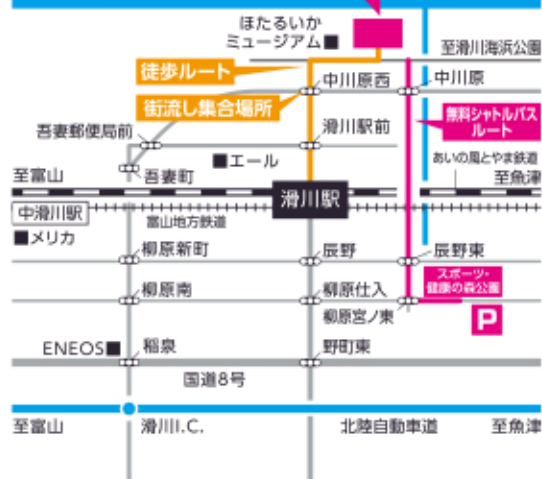 ほたるいか
ミュージアム■
至滑川海浜公園
徒歩ルート
中川原西
中川原
街流し集合場所
無料シャトルバス
ルート
滑川駅前
吾妻郵便局前
■エール
あいの風とやま鉄道
至富山
吾妻町
至魚津
滑川駅
中滑川駅
富山地方鉄道
■メリカ
柳原新町
辰野
辰野東
スポーツ・
健康の森公園
柳原南
柳原仕入
柳原宮ノ東
P
ENEOS■
稲泉
野町東
国道8号
至富山
滑川I.C.
北陸自動車道
至魚津